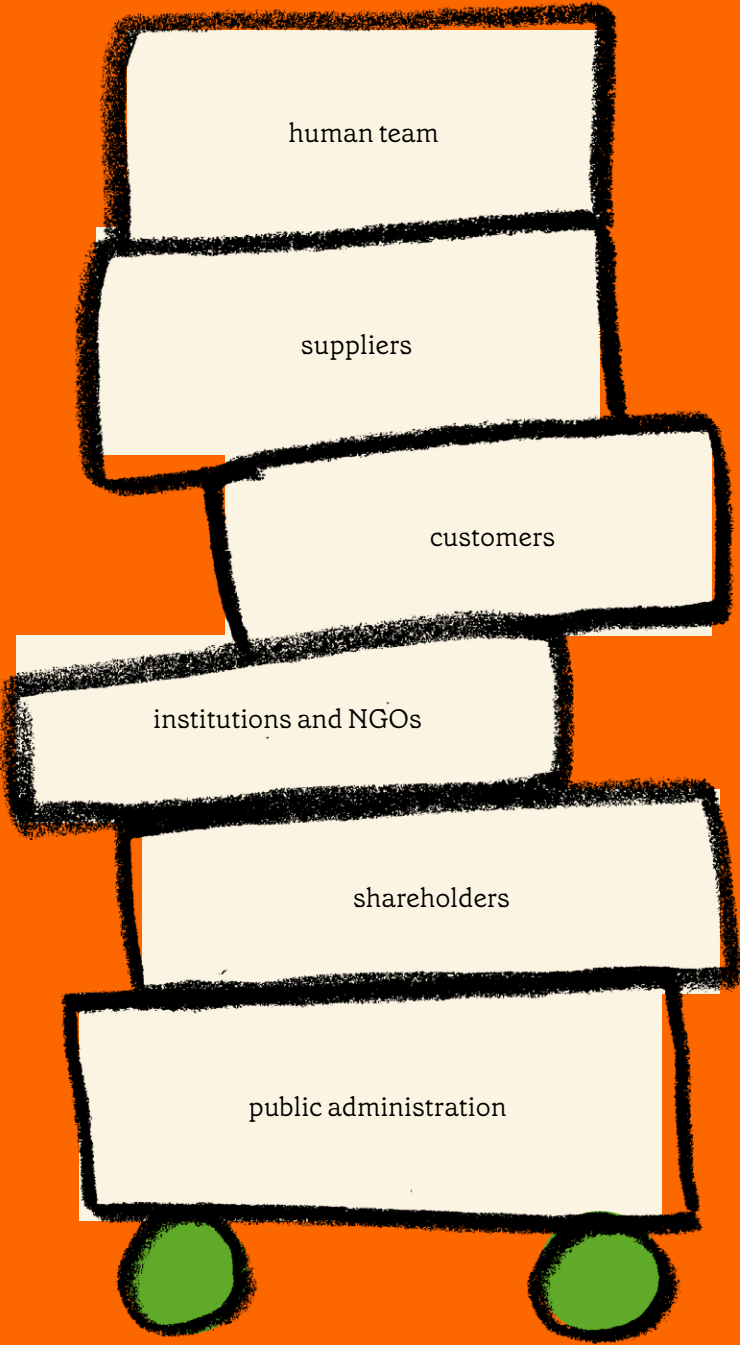 human team
suppliers
customers
institutions and NGOs
shareholders
public administration